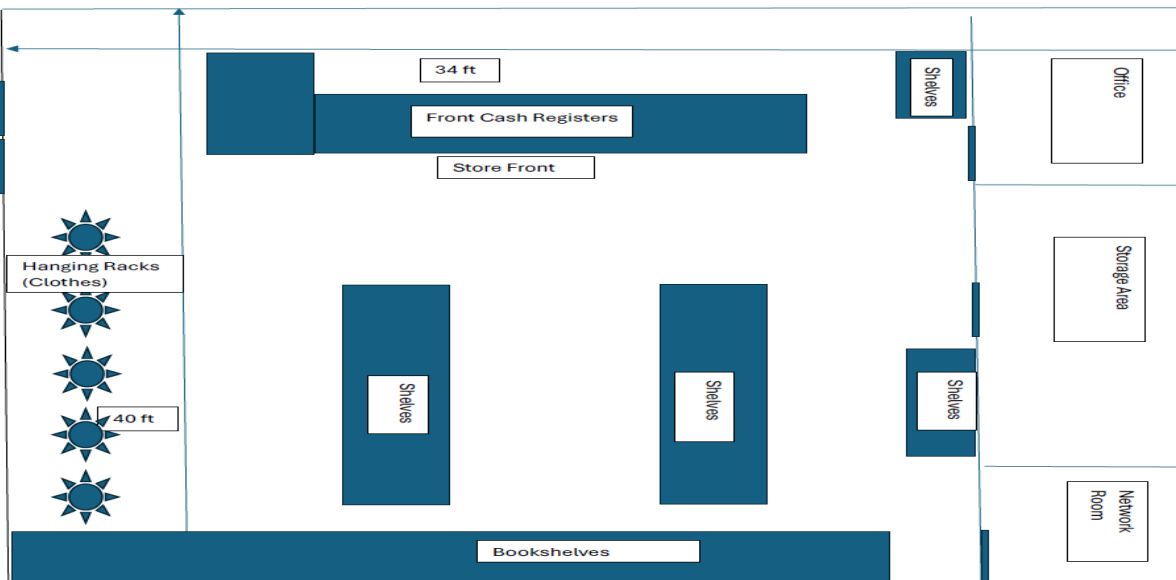 34 ft
Shelves
Office
Front Cash Registers
Store Front
Hanging Racks
(Clothes)
Storage Area
40 ft
Shelves
Shelves
Shelves
Network
Room
Bookshelves